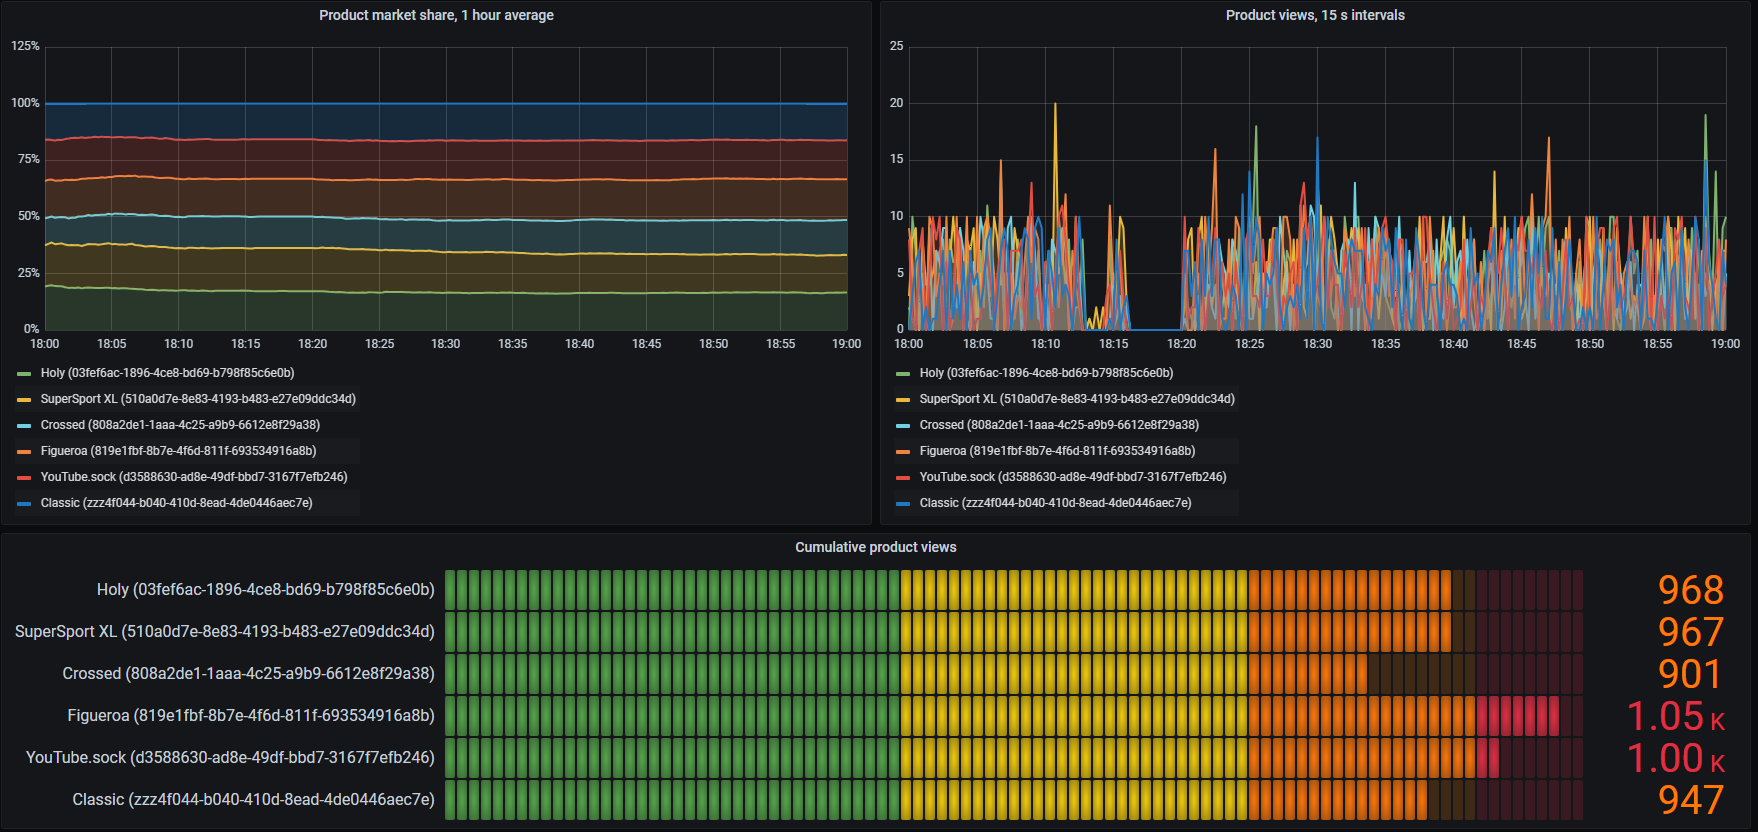 Product market share, 1 hour average
125%
100%
75%
50%
25%
0%
18:00 18:05 18:10 18:15 18:20 18:25 18:30 18:35 18:40 18:45 18:50 18:55 19:00
Holy (03fef6ac-1896-4ce8-bd69-b798f85c6e0b)
SuperSport XL (510a0d7e-8e83-4193-b483-e27e09ddc34d)
Crossed (808a2de1-1aaa-4c25-a9b9-6612e8f29a38)
Figueroa (819e1fbf-8b7e-4f6d-811f-693534916a8b)
YouTube.sock (d3588630-ad8e-49df-bbd7-3167f7efb246)
Classic (zzz4f044-b040-410d-8ead-4de0446aec7e)
Product views, 15 s intervals
25
20
15
10
5
0
18:00 18:05 18:10 18:15 18:20 18:25 18:30 18:35 18:40 18:45 18:50 18:55 19:00
Holy (03fef6ac-1896-4ce8-bd69-b798f85c6e0b)
SuperSport XL (510a0d7e-8e83-4193-b483-e27e09ddc34d)
Crossed (808a2de1-1aaa-4c25-a9b9-6612e8f29a38)
Figueroa (819e1fbf-8b7e-4f6d-811f-693534916a8b)
YouTube.sock (d3588630-ad8e-49df-bbd7-3167f7efb246)
Classic (zzz4f044-b040-410d-8ead-4de0446aec7e)
Cumulative product views
Holy (03fef6ac-1896-4ce8-bd69-b798f85c6e0b) 968
SuperSport XL (510a0d7e-8e83-4193-b483-e27e09ddc34d) 967
Crossed (808a2de1-1aaa-4c25-a9b9-6612e8f29a38) 901
Figueroa (819e1fbf-8b7e-4f6d-811f-693534916a8b) 1.05 K
YouTube.sock (d3588630-ad8e-49df-bbd7-3167f7efb246) 1.00 K
Classic (zzz4f044-b040-410d-8ead-4de0446aec7e) 947